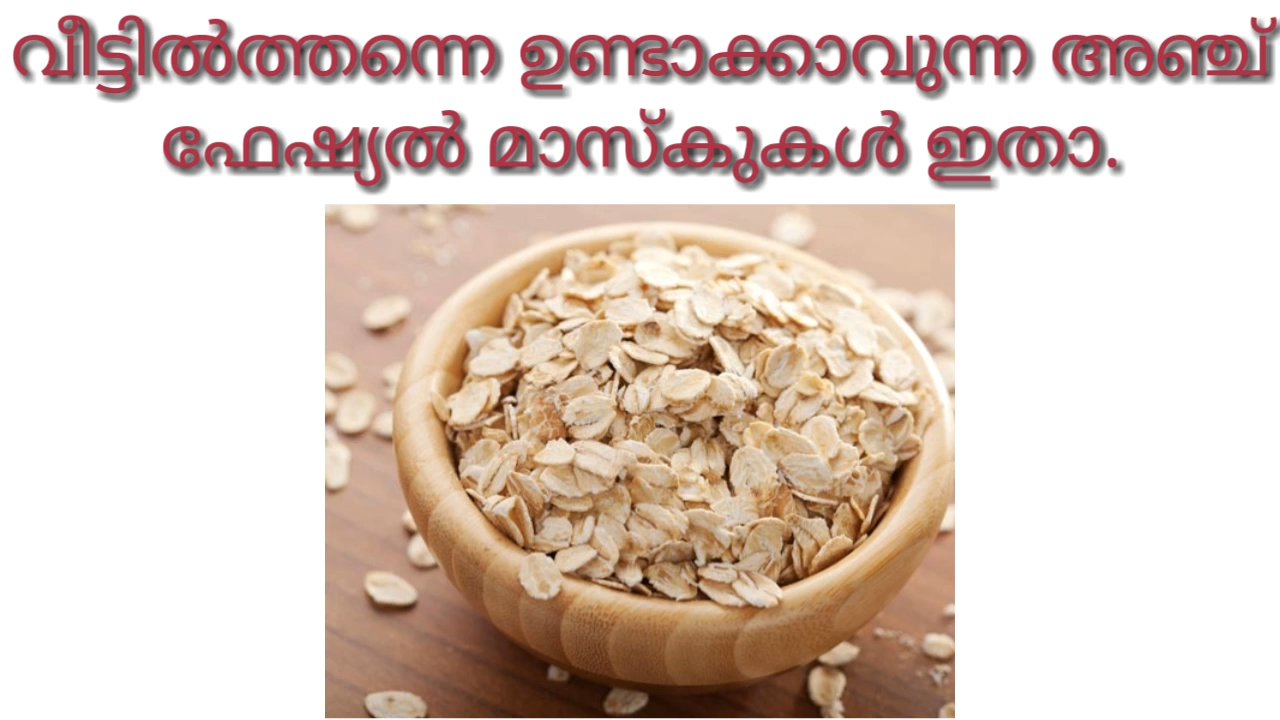 വീട്ടിൽത്തന്നെ ഉണ്ടാക്കാവുന്ന അഞ്ച്
ഫേഷ്യൽ മാസ്കുകൾ ഇതാ.